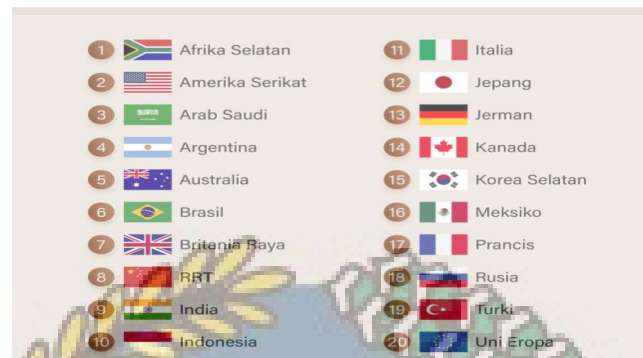 1 Afrika Selatan
2 Amerika Serikat
3 Arab Saudi
4 Argentina
5 Australia
6 Brasil
7 Britania Raya
8 RRT
9 India
10 Indonesia
11 Italia
12 Jepang
13 Jerman
14 Kanada
15 Korea Selatan
16 Meksiko
17 Prancis
18 Rusia
19 Turki
20 Uni Eropa